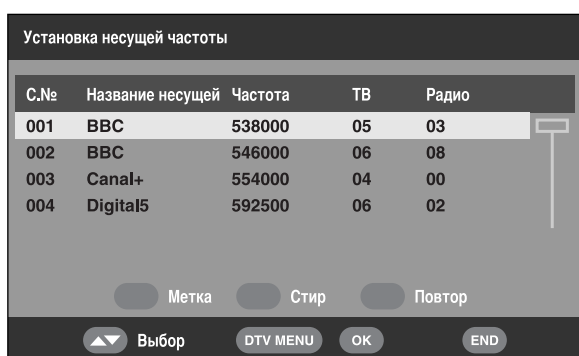 Установка несущей частоты
С.№ Название несущей Частота ТВ Радио
001 BBC 538000 05 03
002 BBC 546000 06 08
003 Canal+ 554000 04 00
004 Digital5 592500 06 02
Метка Стир Повтор
Выбор DTV MENU OK END